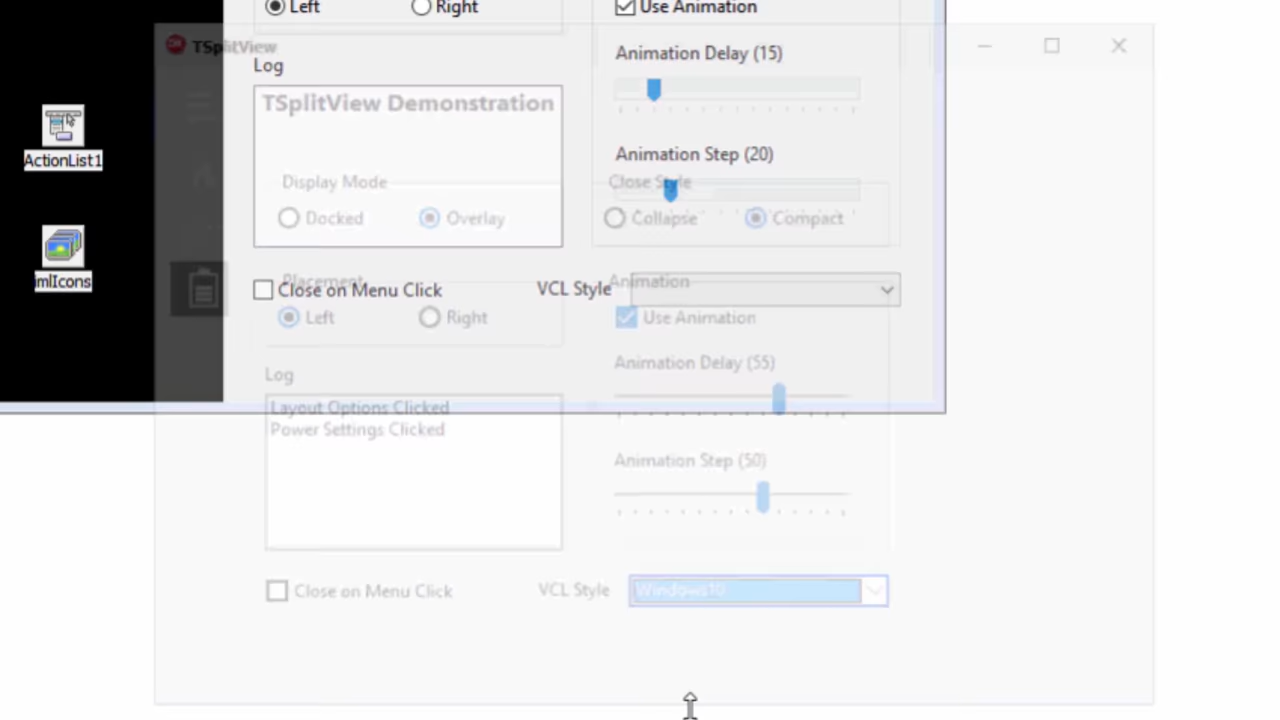 Left
Right
Use Animation
TSplitView
Log
Animation Delay (15)
TSplitView Demonstration
ActionList1
Animation Step (20)
Display Mode
Close Style
Docked
Overlay
Collapse
Compact
imlIcons
Placement
Close on Menu Click
VCL Style
Animation
Left
Right
Use Animation
Log
Animation Delay (55)
Layout Options Clicked
Power Settings Clicked
Animation Step (50)
Close on Menu Click
VCL Style
Windows10